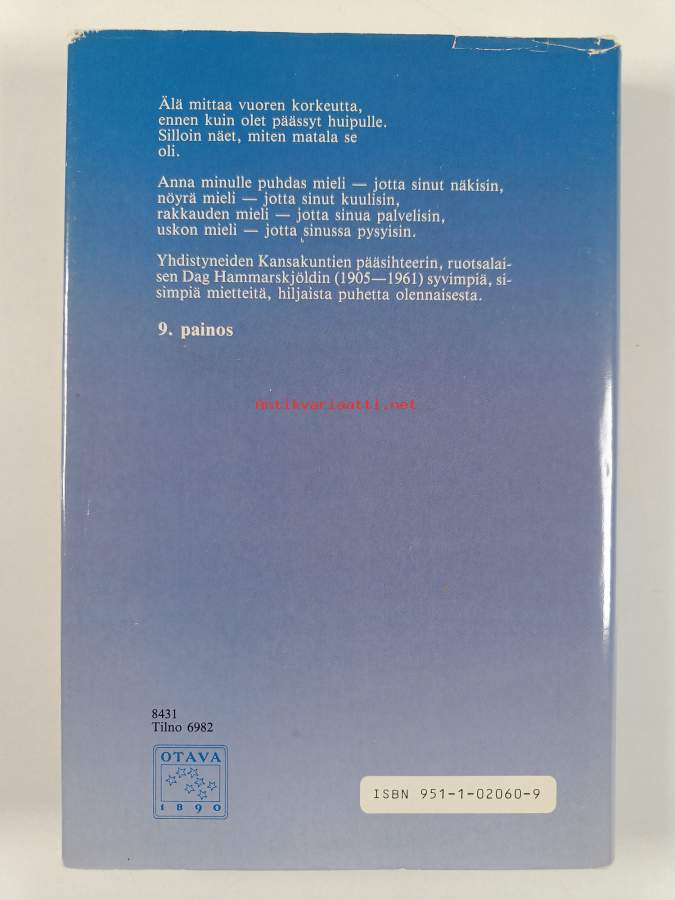 Älä mittaa vuoren korkeutta,
ennen kuin olet päässyt huipulle.
Silloin näet, miten matala se
oli.
Anna minulle puhdas mieli — jotta sinut näkisin,
nöyrä mieli — jotta sinut kuulisin,
rakkauden mieli — jotta sinua palvelisin,
uskon mieli — jotta sinussa pysyisin.
Yhdistyneiden Kansakuntien pääsihteerin, ruotsalai-
sen Dag Hammarskjöldin (1905—1961) syvimpiä, si-
simpiä mietteitä, hiljaista puhetta olennaisesta.
9. painos
Antikvariaatti.net
8431
Tilno 6982
OTAVA
1890
ISBN 951-1-02060-9